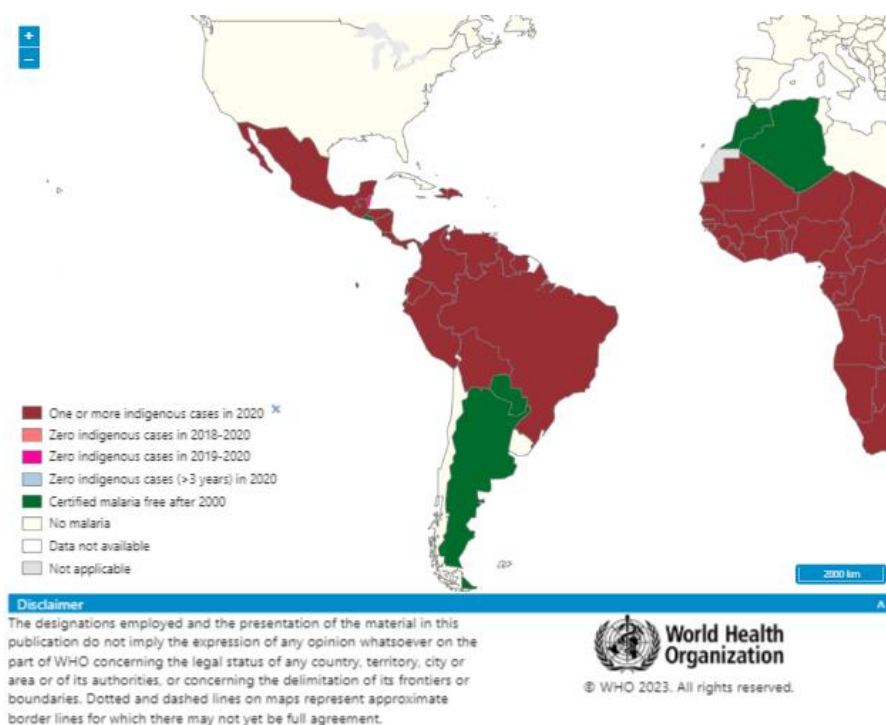 +
−
One or more indigenous cases in 2020 ×
Zero indigenous cases in 2018-2020
Zero indigenous cases in 2019-2020
Zero indigenous cases (>3 years) in 2020
Certified malaria free after 2000
No malaria
Data not available
Not applicable
2000 km
Disclaimer
The designations employed and the presentation of the material in this
publication do not imply the expression of any opinion whatsoever on the
part of WHO concerning the legal status of any country, territory, city or
area or of its authorities, or concerning the delimitation of its frontiers or
boundaries. Dotted and dashed lines on maps represent approximate
border lines for which there may not yet be full agreement.
World Health
Organization
© WHO 2023. All rights reserved.